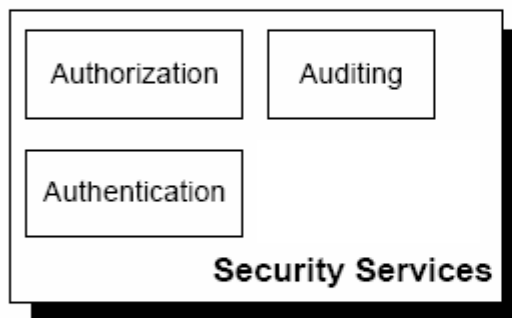 Authorization
Auditing
Authentication
Security Services